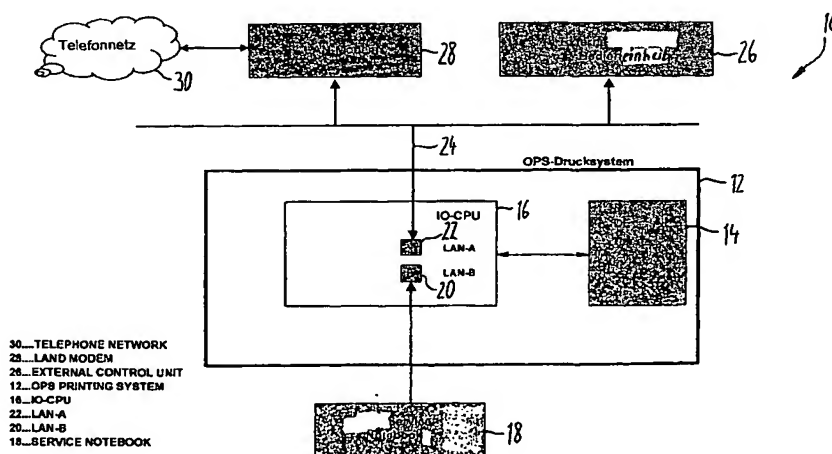 10
Telefonnetz
30
28
26
24
OPS-Drucksystem
12
IO-CPU
16
22
LAN-A
14
LAN-B
20
18
30....TELEPHONE NETWORK
28....LAND MODEM
26....EXTERNAL CONTROL UNIT
12...OPS PRINTING SYSTEM
16...IO-CPU
22...LAN-A
20...LAN-B
18...SERVICE NOTEBOOK